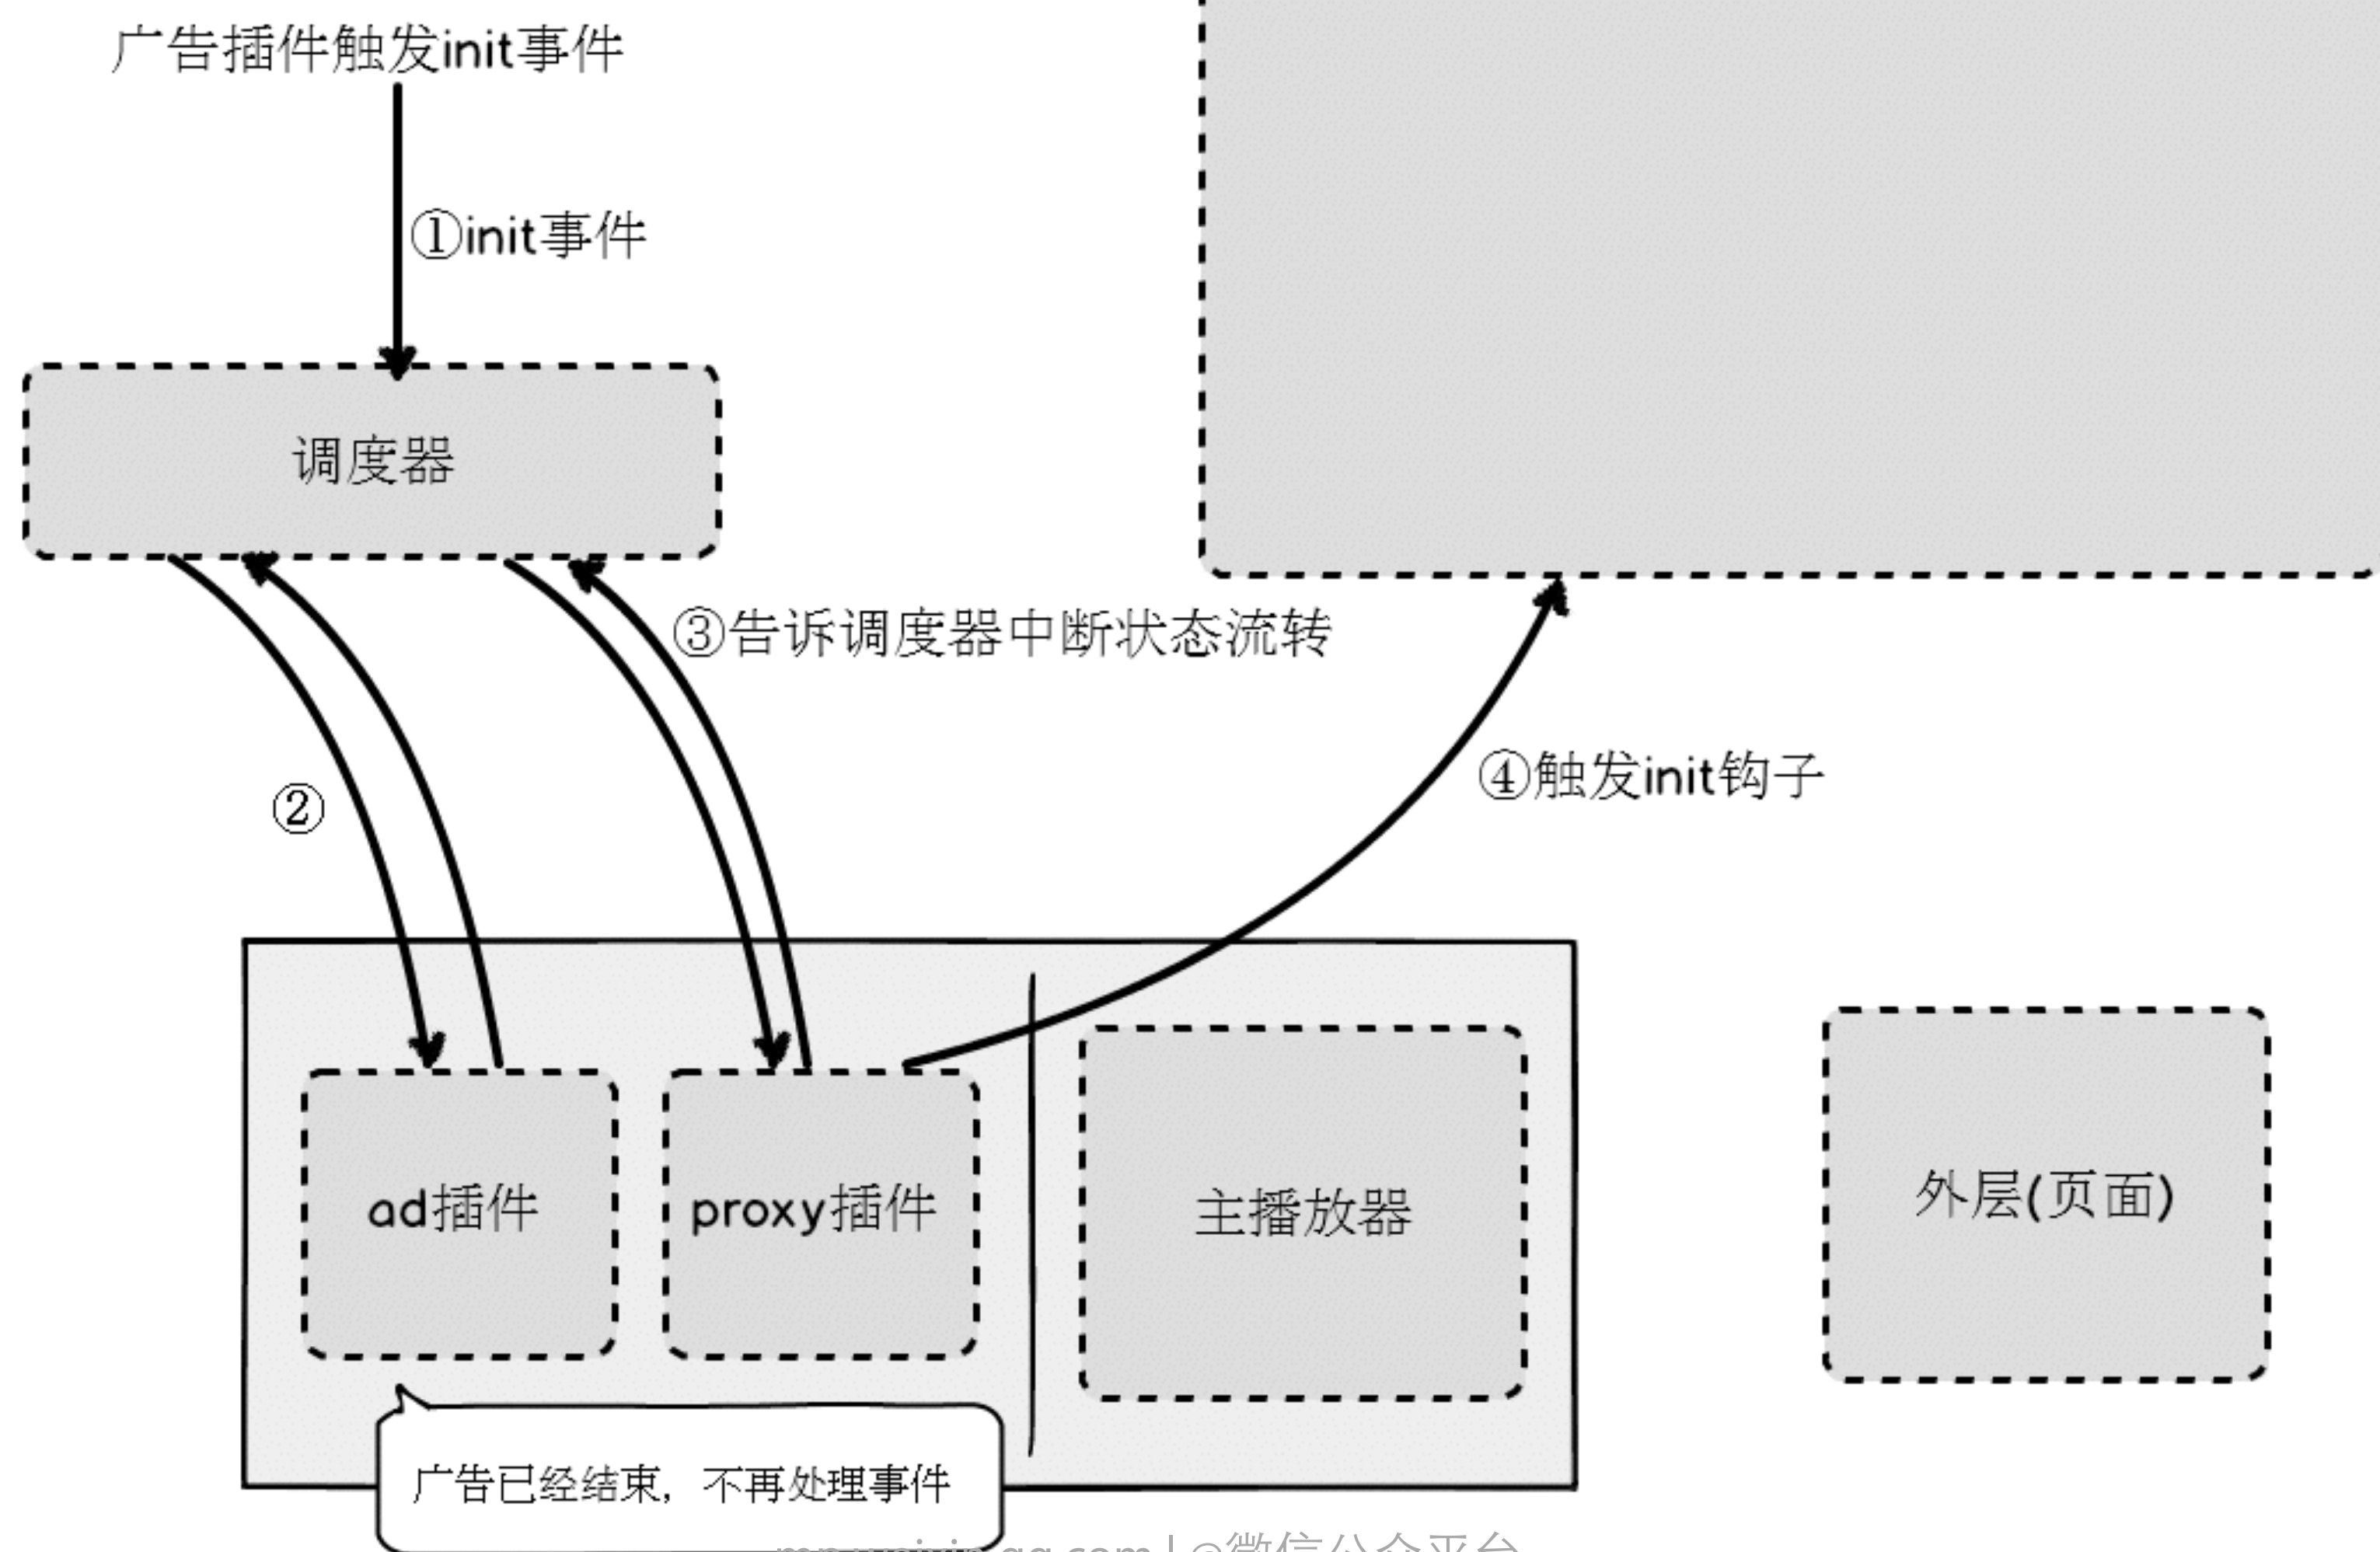 广告插件触发init事件
①init事件
调度器
③告诉调度器中断状态流转
④触发init钩子
②
ad插件
proxy插件
主播放器
外层(页面)
广告已经结束，不再处理事件